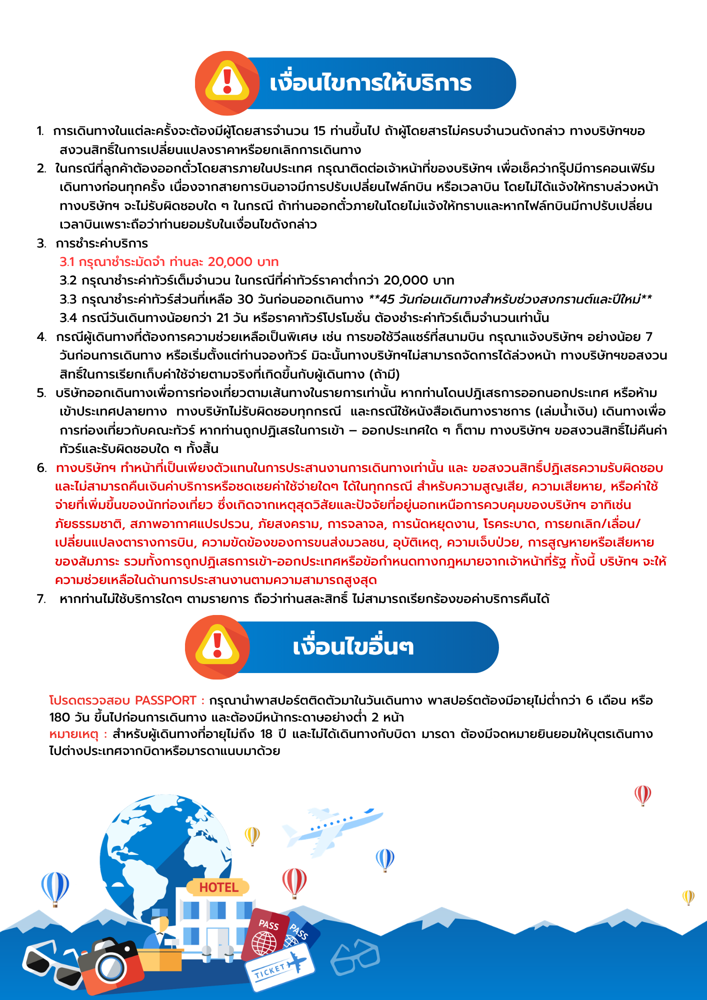 เงื่อนไขการให้บริการ
1. การเดินทางในแต่ละครั้งจะต้องมีผู้โดยสารจำนวน 15 ท่านขึ้นไป ถ้าผู้โดยสารไม่ครบจำนวนดังกล่าว ทางบริษัทฯขอ
สงวนสิทธิ์ในการเปลี่ยนแปลงราคาหรือยกเลิกการเดินทาง
2. ในกรณีที่ลูกค้าต้องออกตั๋วโดยสารภายในประเทศ กรุณาติดต่อเจ้าหน้าที่ของบริษัทฯ เพื่อเช็คว่ากรุ๊ปมีการคอนเฟิร์ม
เดินทางก่อนทุกครั้ง เนื่องจากสายการบินอาจมีการปรับเปลี่ยนไฟล์ทบิน หรือเวลาบิน โดยไม่ได้แจ้งให้ทราบล่วงหน้า
ทางบริษัทฯ จะไม่รับผิดชอบใด ๆ ในกรณี ถ้าท่านออกตั๋วภายในโดยไม่แจ้งให้ทราบและหากไฟล์ทบินมีกาปรับเปลี่ยน
เวลาบินเพราะถือว่าท่านยอมรับในเงื่อนไขดังกล่าว
3. การชำระค่าบริการ
3.1 กรุณาชำระมัดจำ ท่านละ 20,000 บาท
3.2 กรุณาชำระค่าทัวร์เต็มจำนวน ในกรณีที่ค่าทัวร์ราคาต่ำกว่า 20,000 บาท
3.3 กรุณาชำระค่าทัวร์ส่วนที่เหลือ 30 วันก่อนออกเดินทาง **45 วันก่อนเดินทางสำหรับช่วงสงกรานต์และปีใหม่**
3.4 กรณีวันเดินทางน้อยกว่า 21 วัน หรือราคาทัวร์โปรโมชั่น ต้องชำระค่าทัวร์เต็มจำนวนเท่านั้น
4. กรณีผู้เดินทางที่ต้องการความช่วยเหลือเป็นพิเศษ เช่น การขอใช้วีลแชร์ที่สนามบิน กรุณาแจ้งบริษัทฯ อย่างน้อย 7
วันก่อนการเดินทาง หรือเริ่มตั้งแต่ท่านจองทัวร์ มิฉะนั้นทางบริษัทฯไม่สามารถจัดการได้ล่วงหน้า ทางบริษัทฯขอสงวน
สิทธิ์ในการเรียกเก็บค่าใช้จ่ายตามจริงที่เกิดขึ้นกับผู้เดินทาง (ถ้ามี)
5. บริษัทออกเดินทางเพื่อการท่องเที่ยวตามเส้นทางในรายการเท่านั้น หากท่านโดนปฎิเสธการออกนอกประเทศ หรือห้าม
เข้าประเทศปลายทาง ทางบริษัทไม่รับผิดชอบทุกกรณี และกรณีใช้หนังสือเดินทางราชการ (เล่มน้ำเงิน) เดินทางเพื่อ
การท่องเที่ยวกับคณะทัวร์ หากท่านถูกปฏิเสธในการเข้า – ออกประเทศใด ๆ ก็ตาม ทางบริษัทฯ ขอสงวนสิทธิ์ไม่คืนค่า
ทัวร์และรับผิดชอบใด ๆ ทั้งสิ้น
6. ทางบริษัทฯ ทำหน้าที่เป็นเพียงตัวแทนในการประสานงานการเดินทางเท่านั้น และ ขอสงวนสิทธิ์ปฏิเสธความรับผิดชอบ
และไม่สามารถคืนเงินค่าบริการหรือชดเชยค่าใช้จ่ายใดๆ ได้ในทุกกรณี สำหรับความสูญเสีย, ความเสียหาย, หรือค่าใช้
จ่ายที่เพิ่มขึ้นของนักท่องเที่ยว ซึ่งเกิดจากเหตุสุดวิสัยและปัจจัยที่อยู่นอกเหนือการควบคุมของบริษัทฯ อาทิเช่น
ภัยธรรมชาติ, สภาพอากาศแปรปรวน, ภัยสงคราม, การจลาจล, การนัดหยุดงาน, โรคระบาด, การยกเลิก/เลื่อน/
เปลี่ยนแปลงตารางการบิน, ความขัดข้องของการขนส่งมวลชน, อุบัติเหตุ, ความเจ็บป่วย, การสูญหายหรือเสียหาย
ของสัมภาระ รวมทั้งการถูกปฏิเสธการเข้า-ออกประเทศหรือข้อกำหนดทางกฎหมายจากเจ้าหน้าที่รัฐ ทั้งนี้ บริษัทฯ จะให้
ความช่วยเหลือในด้านการประสานงานตามความสามารถสูงสุด
7. หากท่านไม่ใช้บริการใดๆ ตามรายการ ถือว่าท่านสละสิทธิ์ ไม่สามารถเรียกร้องขอค่าบริการคืนได้
เงื่อนไขอื่นๆ
โปรดตรวจสอบ PASSPORT : กรุณานำพาสปอร์ตติดตัวมาในวันเดินทาง พาสปอร์ตต้องมีอายุไม่ต่ำกว่า 6 เดือน หรือ
180 วัน ขึ้นไปก่อนการเดินทาง และต้องมีหน้ากระดาษอย่างต่ำ 2 หน้า
หมายเหตุ : สำหรับผู้เดินทางที่อายุไม่ถึง 18 ปี และไม่ได้เดินทางกับบิดา มารดา ต้องมีจดหมายยินยอมให้บุตรเดินทาง
ไปต่างประเทศจากบิดาหรือมารดาแนบมาด้วย
HOTEL
PASS
PASS
TICKET